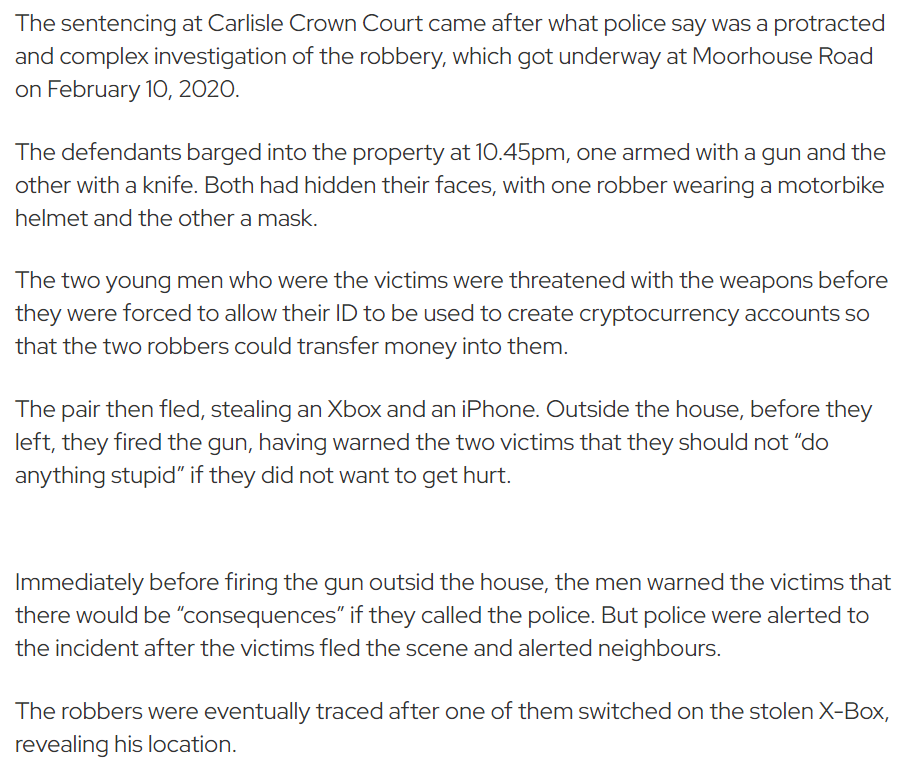 The sentencing at Carlisle Crown Court came after what police say was a protracted
and complex investigation of the robbery, which got underway at Moorhouse Road
on February 10, 2020.
The defendants barged into the property at 10.45pm, one armed with a gun and the
other with a knife. Both had hidden their faces, with one robber wearing a motorbike
helmet and the other a mask.
The two young men who were the victims were threatened with the weapons before
they were forced to allow their ID to be used to create cryptocurrency accounts so
that the two robbers could transfer money into them.
The pair then fled, stealing an Xbox and an iPhone. Outside the house, before they
left, they fired the gun, having warned the two victims that they should not “do
anything stupid” if they did not want to get hurt.
Immediately before firing the gun outsid the house, the men warned the victims that
there would be “consequences” if they called the police. But police were alerted to
the incident after the victims fled the scene and alerted neighbours.
The robbers were eventually traced after one of them switched on the stolen X-Box,
revealing his location.